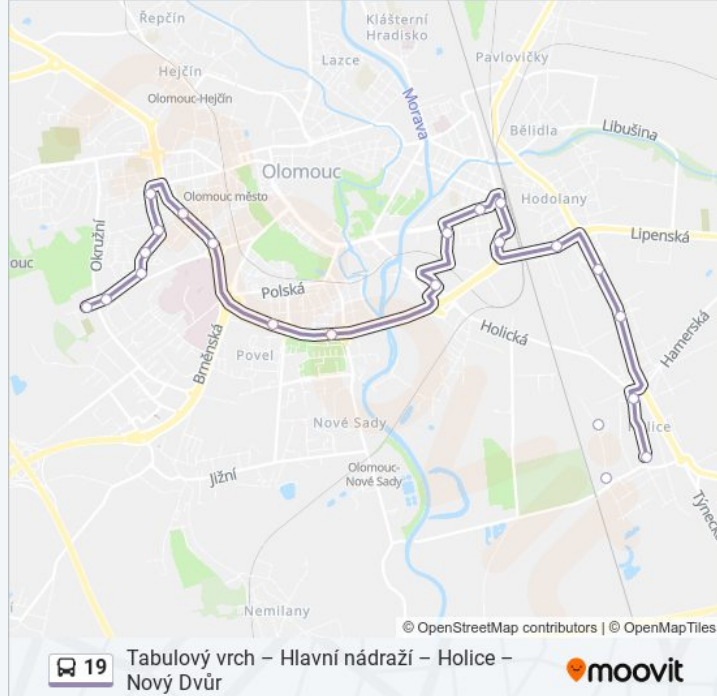 Řepčín
Klášterní
Hradisko
Lazce
Pavlovičky
Hejčín
Olomouc-Hejčín
Morava
Bělidla
Libušina
Olomouc
Olomouc město
Hodolany
Okružní
Lipenská
ouc
Polská
Holická
Hamerská
Brněnská
Povel
Nové Sady
Olomouc-
Nové Sady
Jižní
Týnecká
Nemilany
© OpenStreetMap contributors | © OpenMapTiles
19
Tabulový vrch – Hlavní nádraží – Holice –
Nový Dvůr
moovit